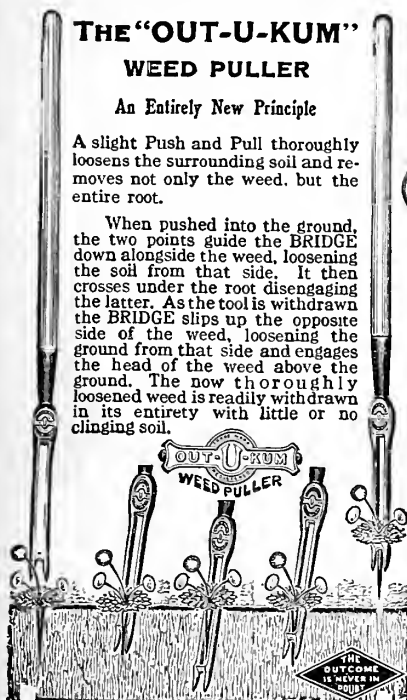 THE "OUT-U-KUM"
WEED PULLER
An Entirely New Principle
A slight Push and Pull thoroughly
loosens the surrounding soil and re-
moves not only the weed, but the
entire root.
When pushed into the ground,
the two points guide the BRIDGE
down alongside the weed, loosening
the soil from that side. It then
crosses under the root disengaging
the latter. As the tool is withdrawn
the BRIDGE slips up the opposite
side of the weed, loosening the
ground from that side and engages
the head of the weed above the
ground. The now thoroughly
loosened weed is readily withdrawn
in its entirety with little or no
clinging soil.
OUT-U-KUM
WEED PULLER
THE
OUTCOME
IS NEVER IN
DOUBT